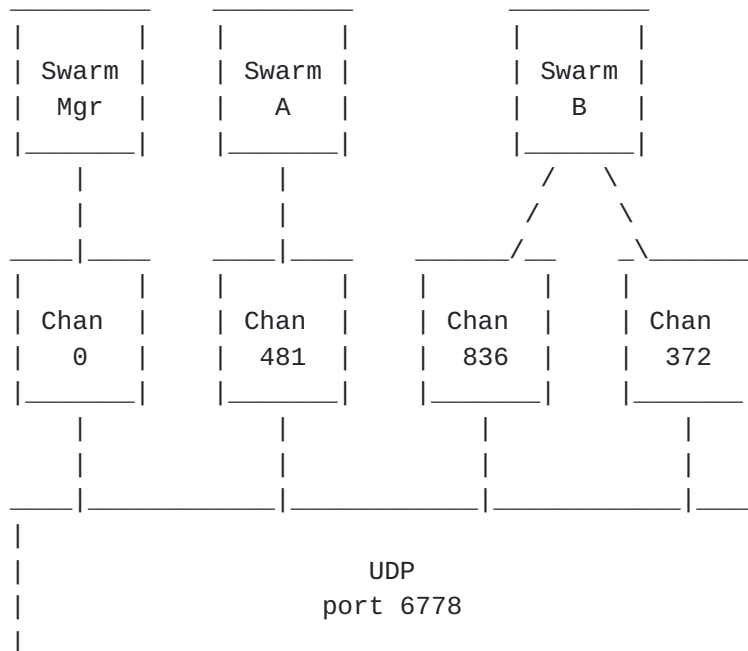 Swarm Swarm Swarm
Mgr A B
Chan Chan Chan Chan
0 481 836 372
UDP
port 6778